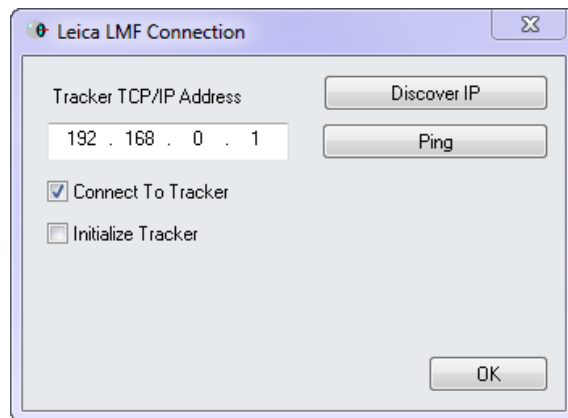 Leica LMF Connection
Tracker TCP/IP Address
Discover IP
192 . 168 . 0 . 1
Ping
Connect To Tracker
Initialize Tracker
OK